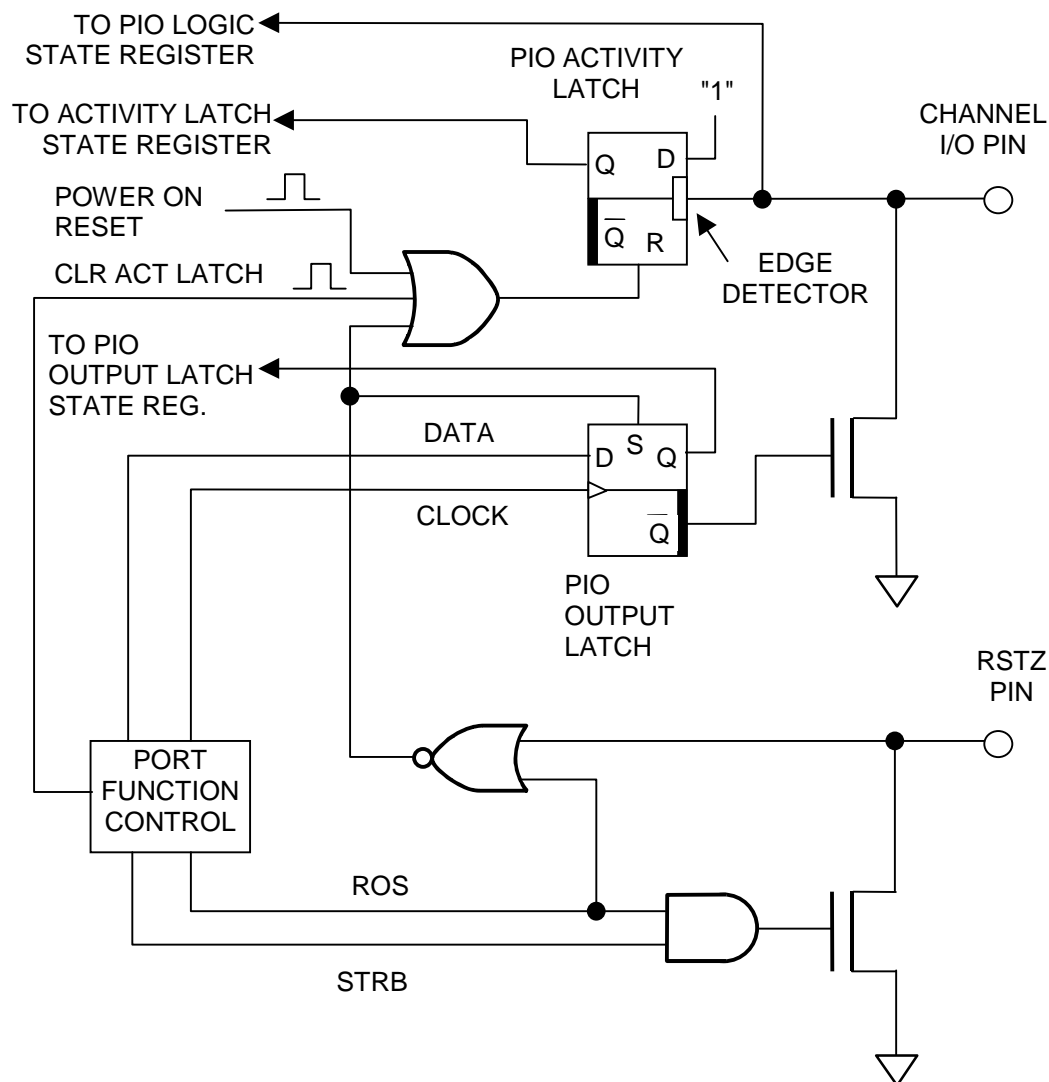 TO PIO LOGIC
STATE REGISTER
PIO ACTIVITY
LATCH
"1"
TO ACTIVITY LATCH
STATE REGISTER
CHANNEL
I/O PIN
Q
D
Q
R
POWER ON
RESET
EDGE
DETECTOR
CLR ACT LATCH
TO PIO
OUTPUT LATCH
STATE REG.
DATA
D
S
Q
CLOCK
Q
PIO
OUTPUT
LATCH
RSTZ
PIN
PORT
FUNCTION
CONTROL
ROS
STRB